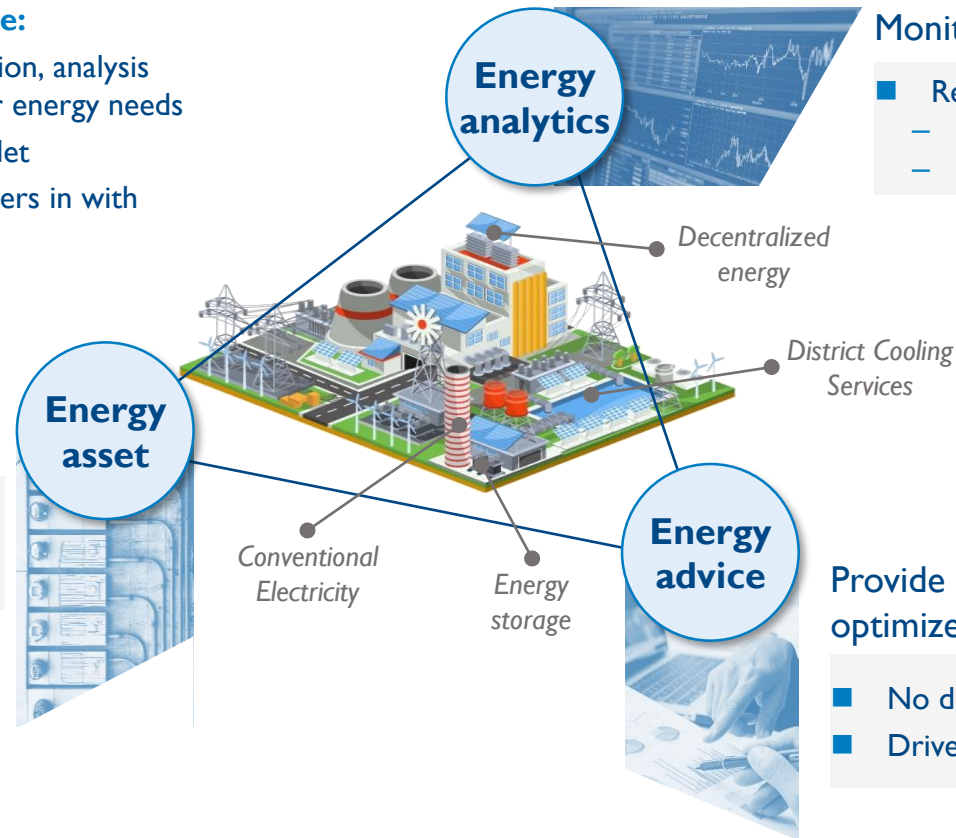 e:
ion, analysis
r energy needs
let
ers in with
Energy
analytics
Monit
Re
–
–
Decentralized
energy
District Cooling
Services
Energy
asset
Conventional
Electricity
Energy
storage
Energy
advice
Provide
optimize
No d
Drive